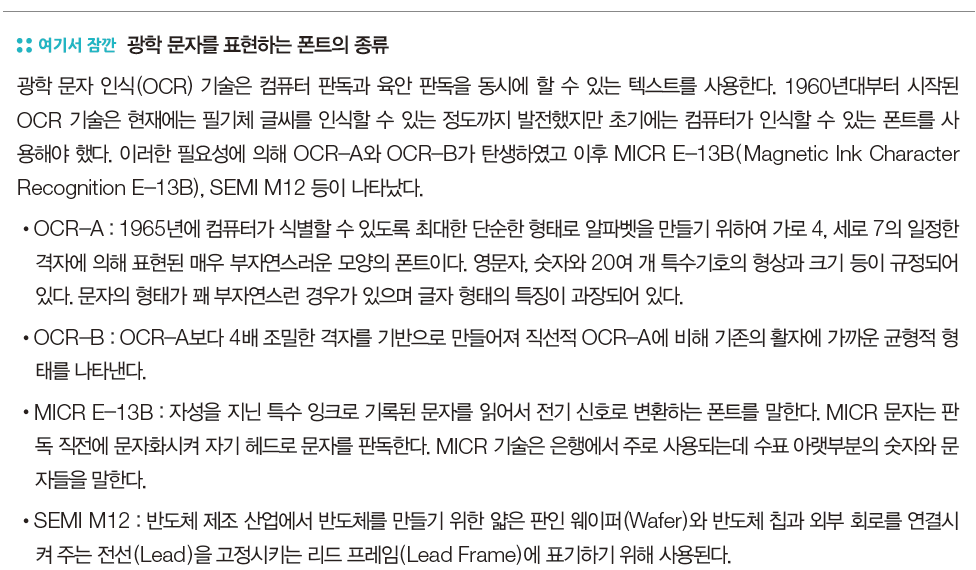 여기서 잠깐 광학 문자를 표현하는 폰트의 종류
광학 문자 인식(OCR) 기술은 컴퓨터 판독과 육안 판독을 동시에 할 수 있는 텍스트를 사용한다. 1960년대부터 시작된
OCR 기술은 현재에는 필기체 글씨를 인식할 수 있는 정도까지 발전했지만 초기에는 컴퓨터가 인식할 수 있는 폰트를 사
용해야 했다. 이러한 필요성에 의해 OCR–A와 OCR–B가 탄생하였고 이후 MICR E–13B(Magnetic Ink Character
Recognition E–13B), SEMI M12 등이 나타났다.
• OCR–A : 1965년에 컴퓨터가 식별할 수 있도록 최대한 단순한 형태로 알파벳을 만들기 위하여 가로 4, 세로 7의 일정한
격자에 의해 표현된 매우 부자연스러운 모양의 폰트이다. 영문자, 숫자와 20여 개 특수기호의 형상과 크기 등이 규정되어
있다. 문자의 형태가 꽤 부자연스런 경우가 있으며 글자 형태의 특징이 과장되어 있다.
• OCR–B : OCR–A보다 4배 조밀한 격자를 기반으로 만들어져 직선적 OCR–A에 비해 기존의 활자에 가까운 균형적 형
태를 나타낸다.
• MICR E–13B : 자성을 지닌 특수 잉크로 기록된 문자를 읽어서 전기 신호로 변환하는 폰트를 말한다. MICR 문자는 판
독 직전에 문자화시켜 자기 헤드로 문자를 판독한다. MICR 기술은 은행에서 주로 사용되는데 수표 아랫부분의 숫자와 문
자들을 말한다.
• SEMI M12 : 반도체 제조 산업에서 반도체를 만들기 위한 얇은 판인 웨이퍼(Wafer)와 반도체 칩과 외부 회로를 연결시
켜 주는 전선(Lead)을 고정시키는 리드 프레임(Lead Frame)에 표기하기 위해 사용된다.